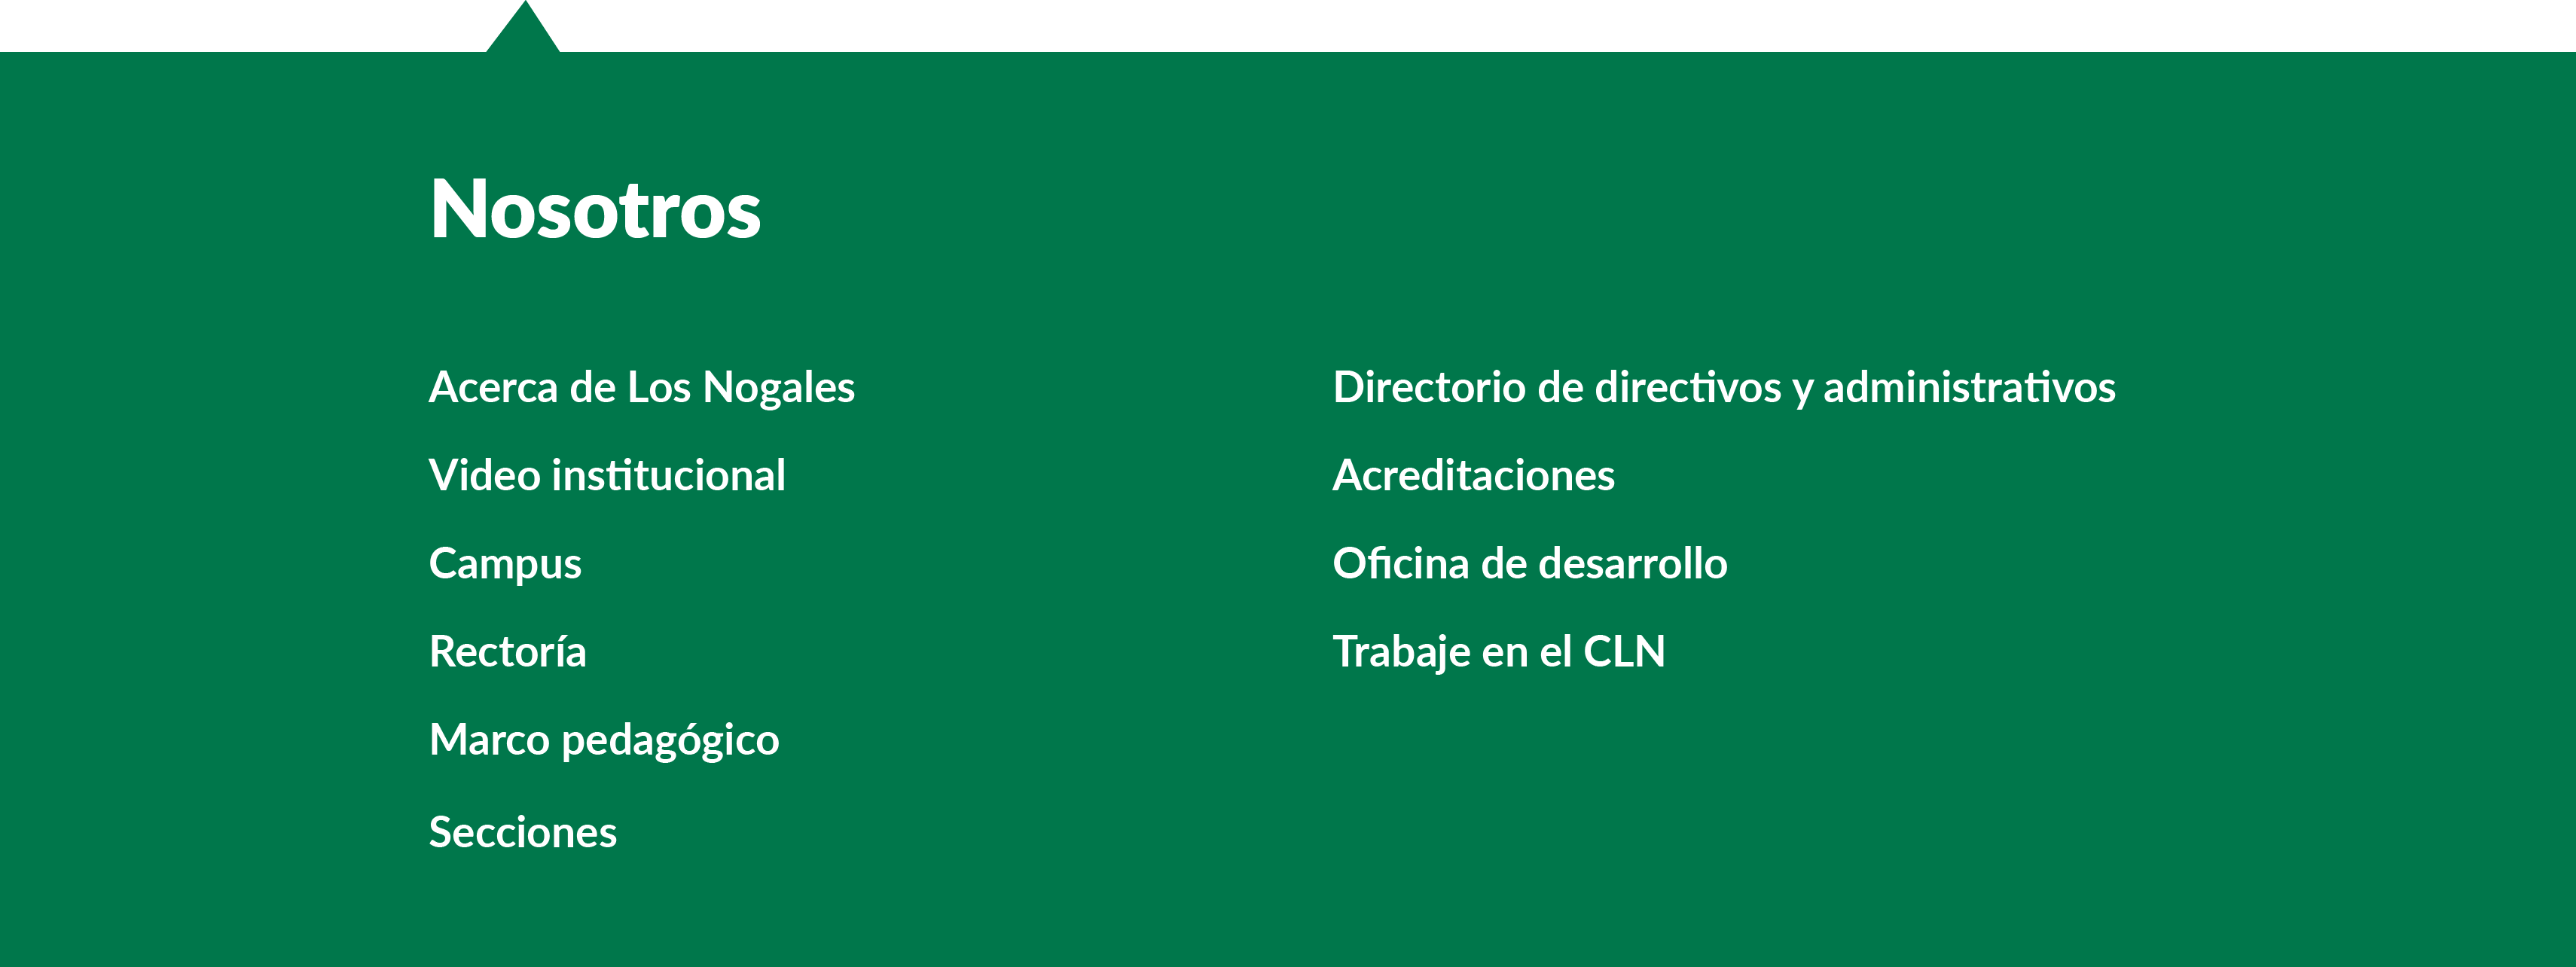 Nosotros
Acerca de Los Nogales
Video institucional
Campus
Rectoría
Marco pedagógico
Secciones
Directorio de directivos y administrativos
Acreditaciones
Oficina de desarrollo
Trabaje en el CLN